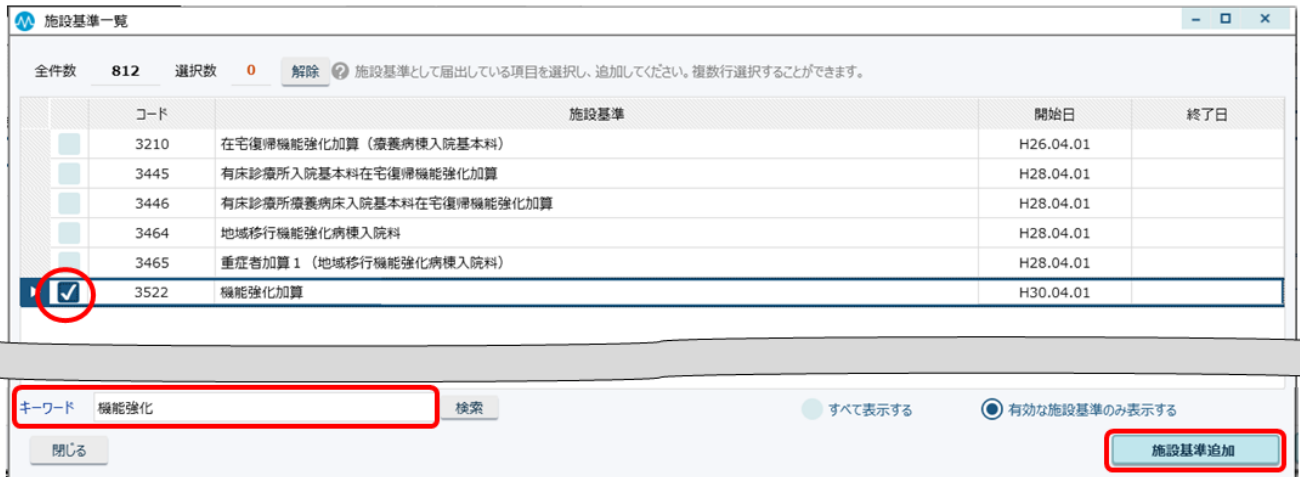 施設基準一覧
全件数 812 選択数 0 解除 ? 施設基準として届出している項目を選択し、追加してください。複数行選択することができます。
コード 施設基準 開始日 終了日
3210 在宅復帰機能強化加算（療養病棟入院基本料） H26.04.01
3445 有床診療所入院基本料在宅復帰機能強化加算 H28.04.01
3446 有床診療所療養病床入院基本料在宅復帰機能強化加算 H28.04.01
3464 地域移行機能強化病棟入院料 H28.04.01
3465 重症者加算１（地域移行機能強化病棟入院料） H28.04.01
3522 機能強化加算 H30.04.01
キーワード 機能強化 検索 すべて表示する 有効な施設基準のみ表示する
閉じる 施設基準追加